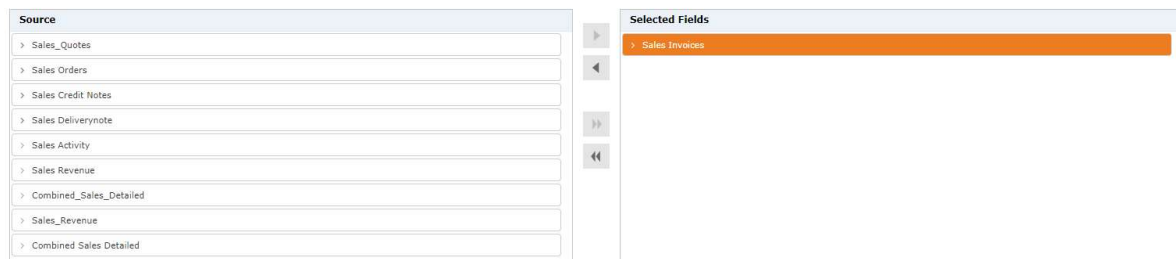 Source
Sales_Quotes
Sales Orders
Sales Credit Notes
Sales Deliverynote
Sales Activity
Sales Revenue
Combined_Sales_Detailed
Sales_Revenue
Combined Sales Detailed
Selected Fields
Sales Invoices